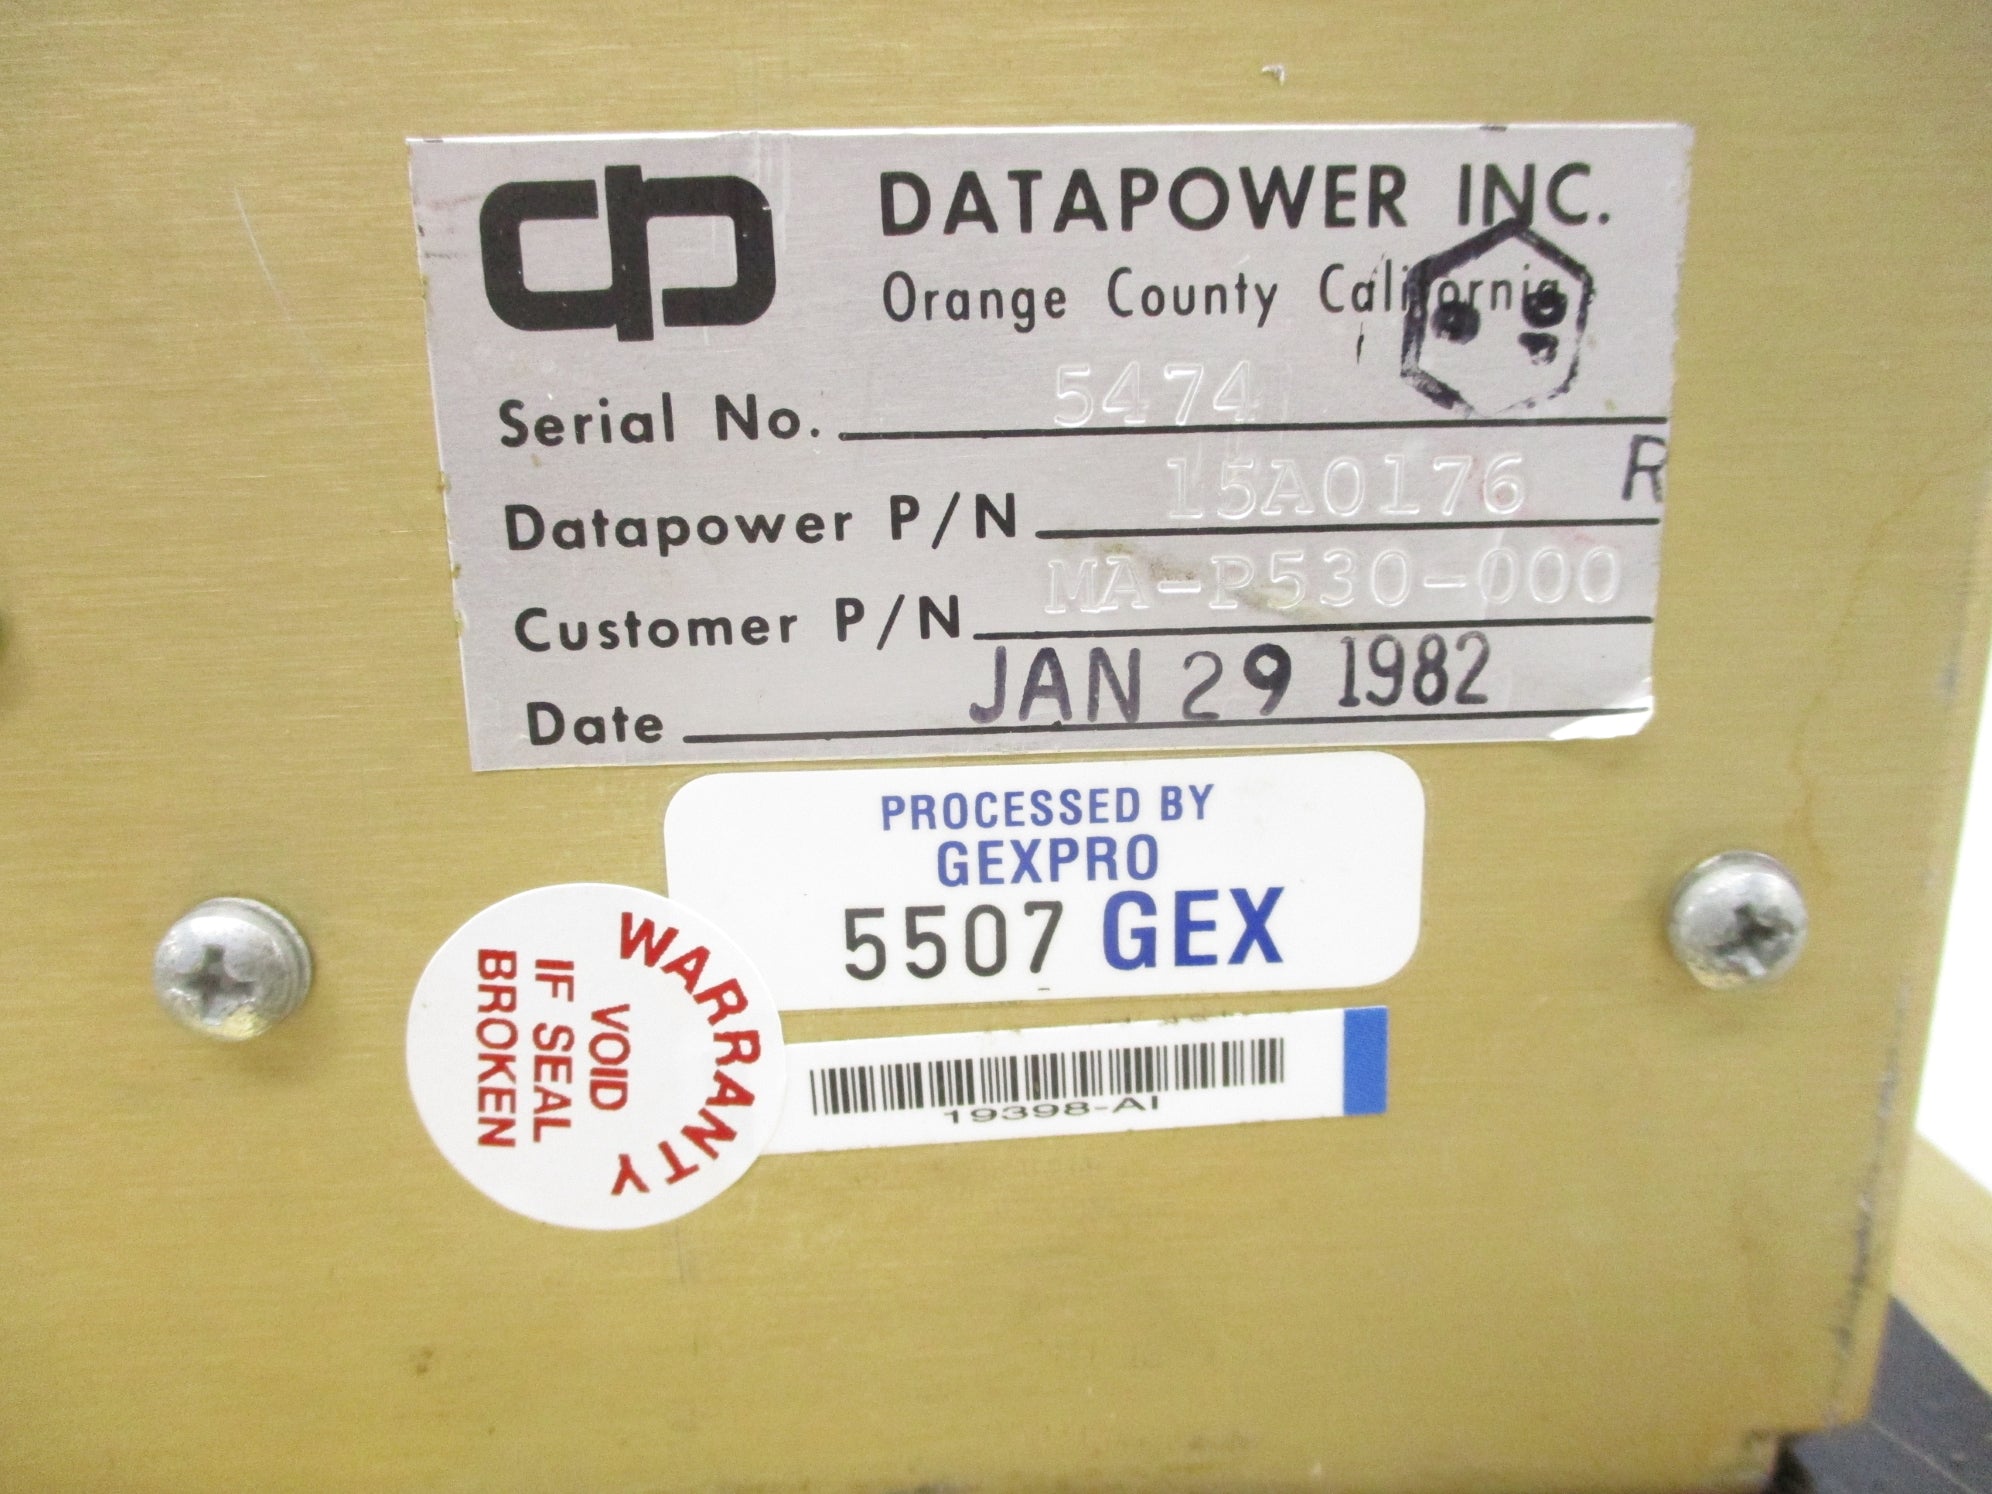 dp
DATAPOWER INC.
Orange County California
Serial No. 5474
Datapower P/N 15A0176 R
Customer P/N MA-P530-000
Date JAN 29 1982
PROCESSED BY
GEXPRO
5507 GEX
WARRANTY
VOID
IF SEAL
BROKEN
19398-AI